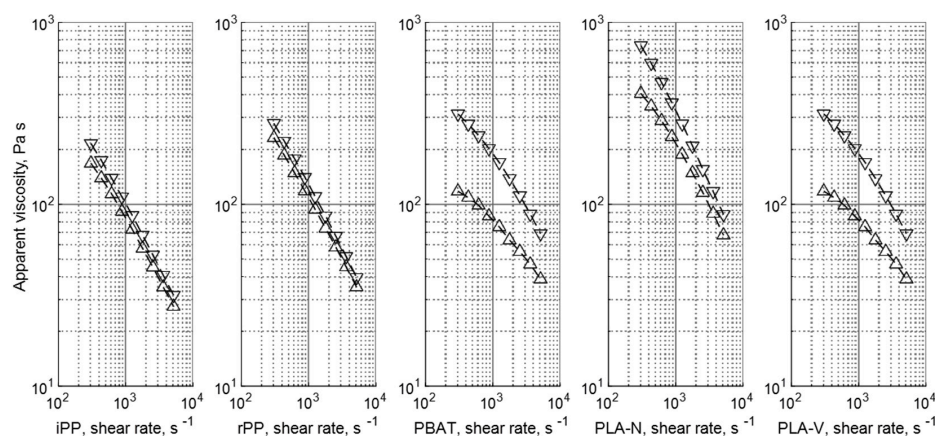 10³ 10³ 10³ 10³ 10³
Apparent viscosity, Pa s
10² 10² 10² 10² 10²
10¹ 10¹ 10¹ 10¹ 10¹
10² 10³ 10⁴ 10² 10³ 10⁴ 10² 10³ 10⁴ 10² 10³ 10⁴ 10² 10³ 10⁴
iPP, shear rate, s⁻¹ rPP, shear rate, s⁻¹ PBAT, shear rate, s⁻¹ PLA-N, shear rate, s⁻¹ PLA-V, shear rate, s⁻¹